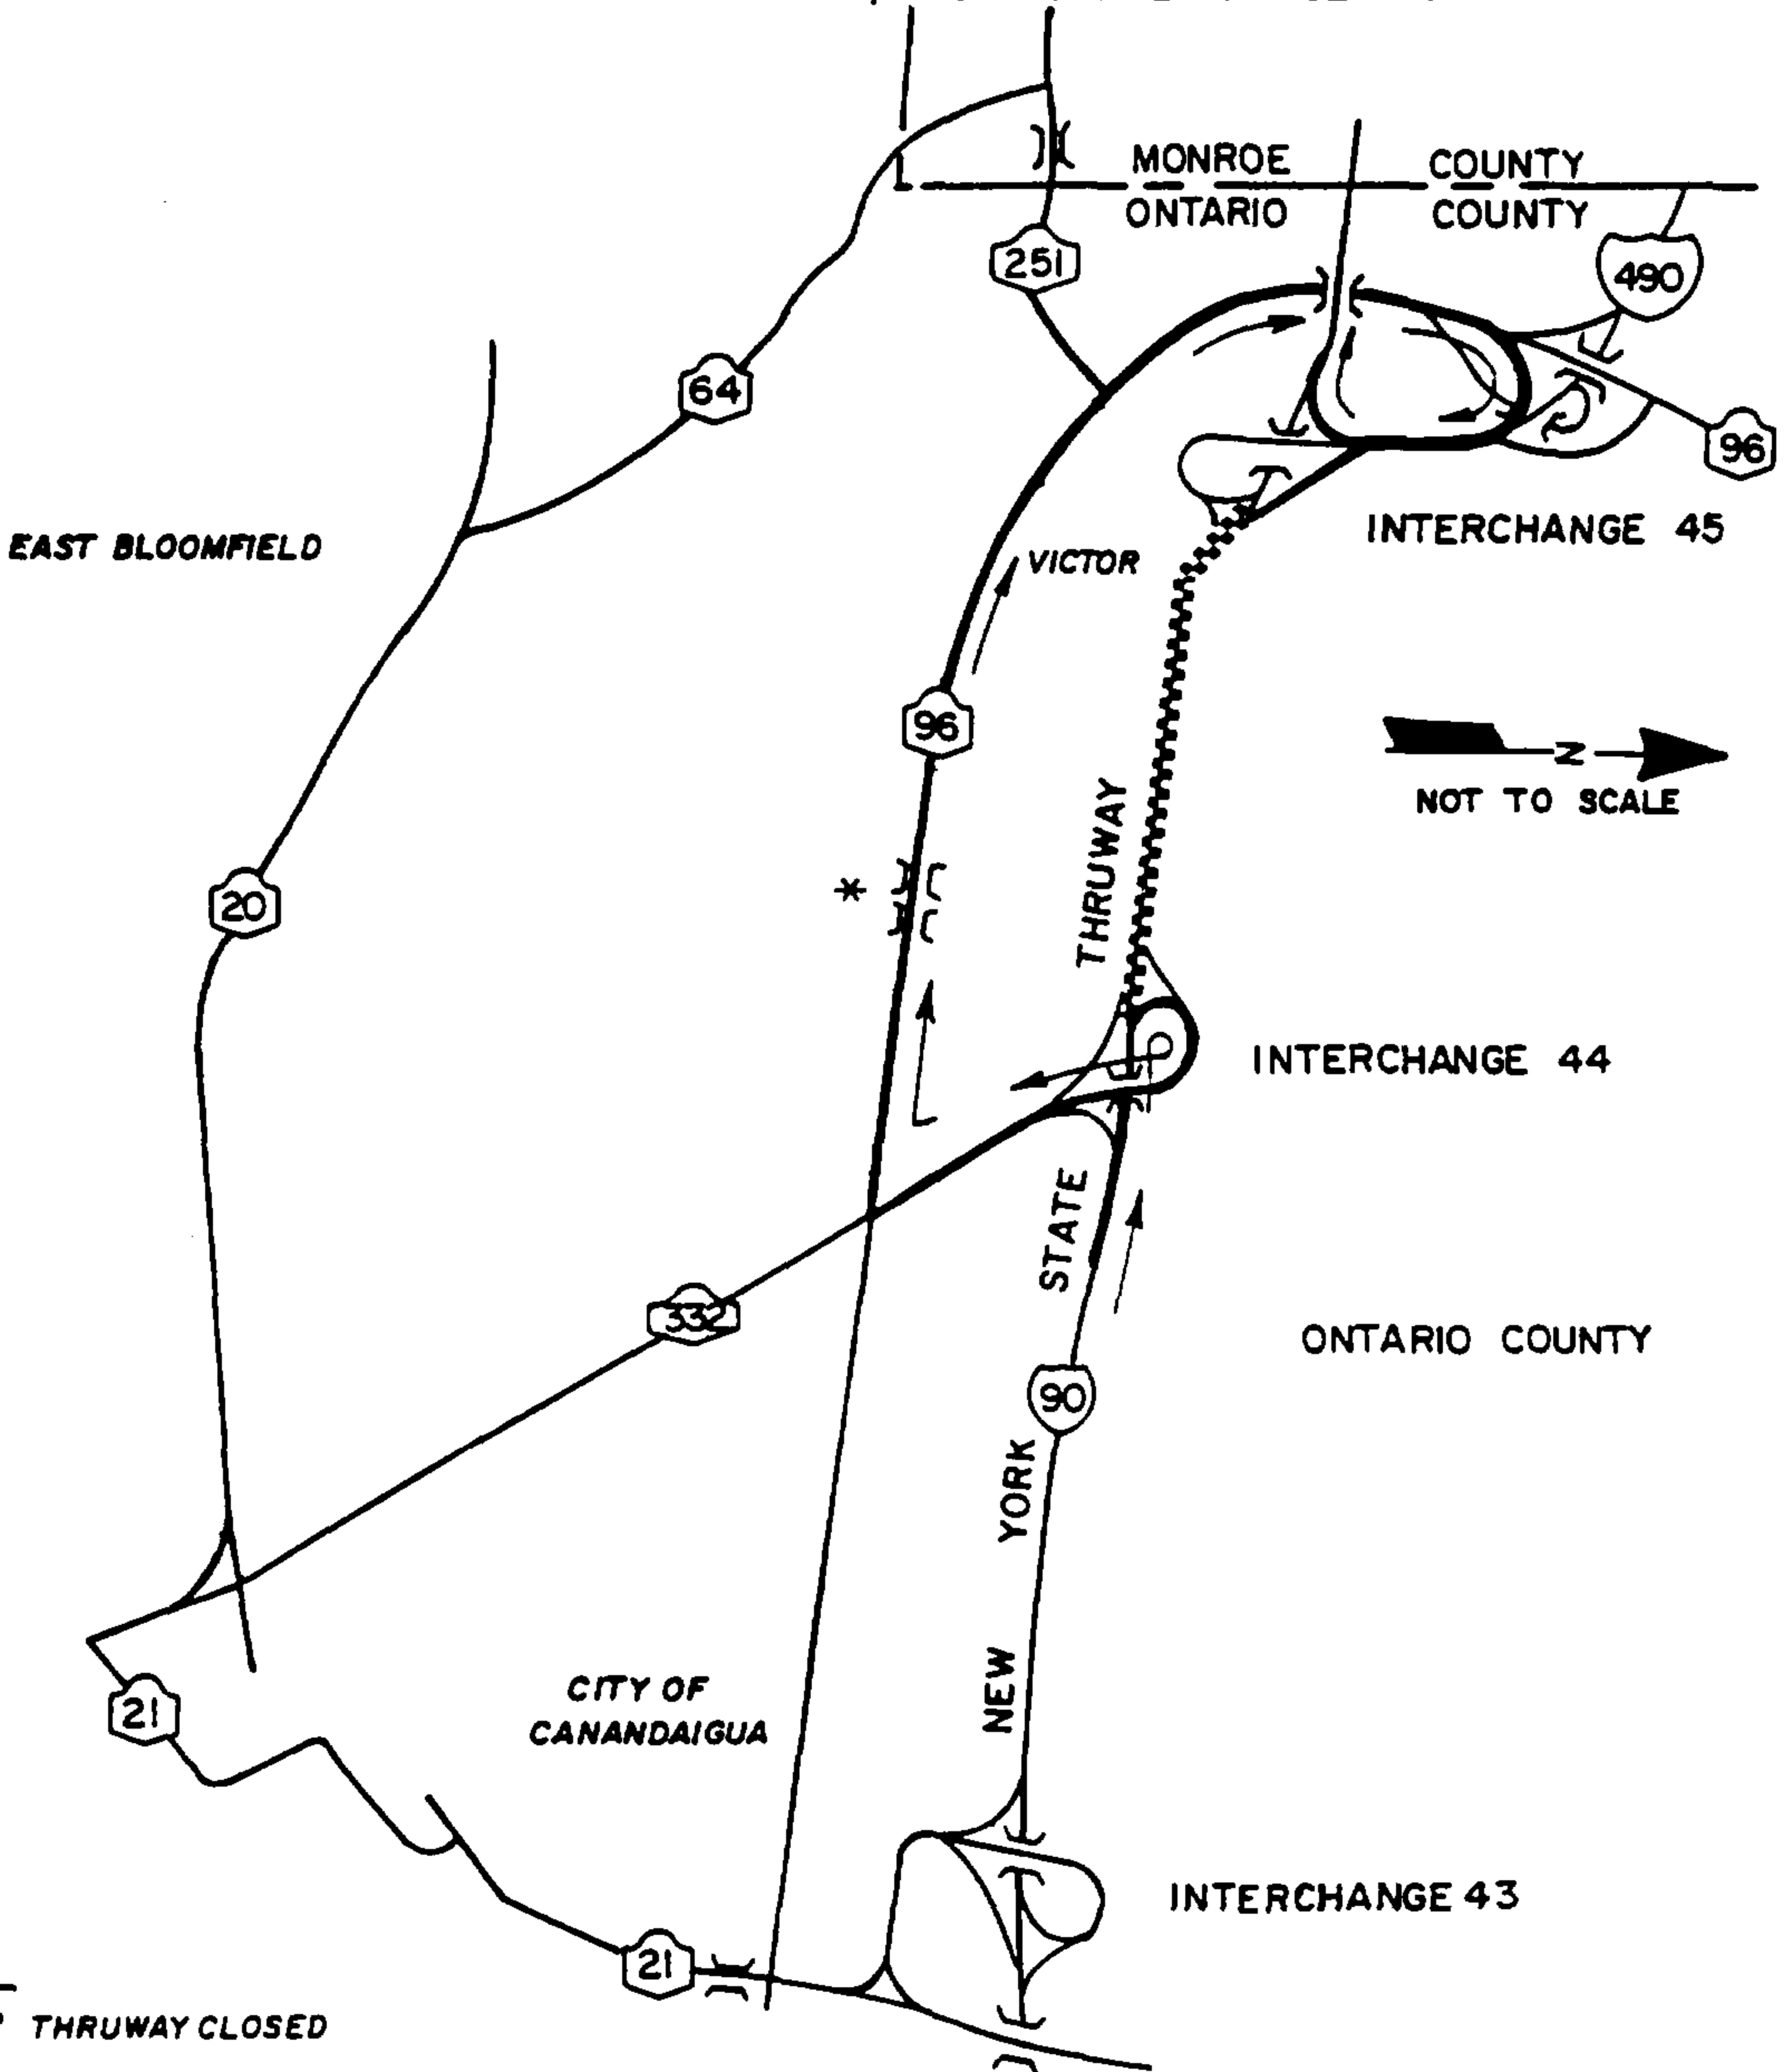 MONROE COUNTY
ONTARIO COUNTY
251
490
64
96
EAST BLOOMFIELD
INTERCHANGE 45
VICTOR
96
N
NOT TO SCALE
THRUWAY
20
*
INTERCHANGE 44
STATE
332
ONTARIO COUNTY
90
YORK
NEW
CITY OF
CANANDAIGUA
21
INTERCHANGE 43
21
THRUWAY CLOSED